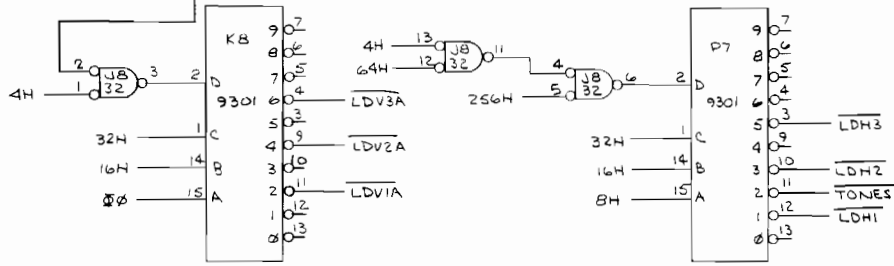 9 7
K8 8 6
2 J8 3 2 D 7 5
32
4H 1
9301 6 4 LDV3A
5 3
32H 1 C 4 9 LDV2A
16H 14 B 3 10
Φ∅ 15 A 2 11 LDV1A
1 12
∅ 13
4H 13 J8 11
64H 12 32
4 J8 6 2 D
256H 5 32
9 7
P7 8 6
7 5
9301 6 4
5 3 LDH3
32H 1 C 4 9
16H 14 B 3 10 LDH2
8H 15 A 2 11 TONES
1 12 LDH1
∅ 13